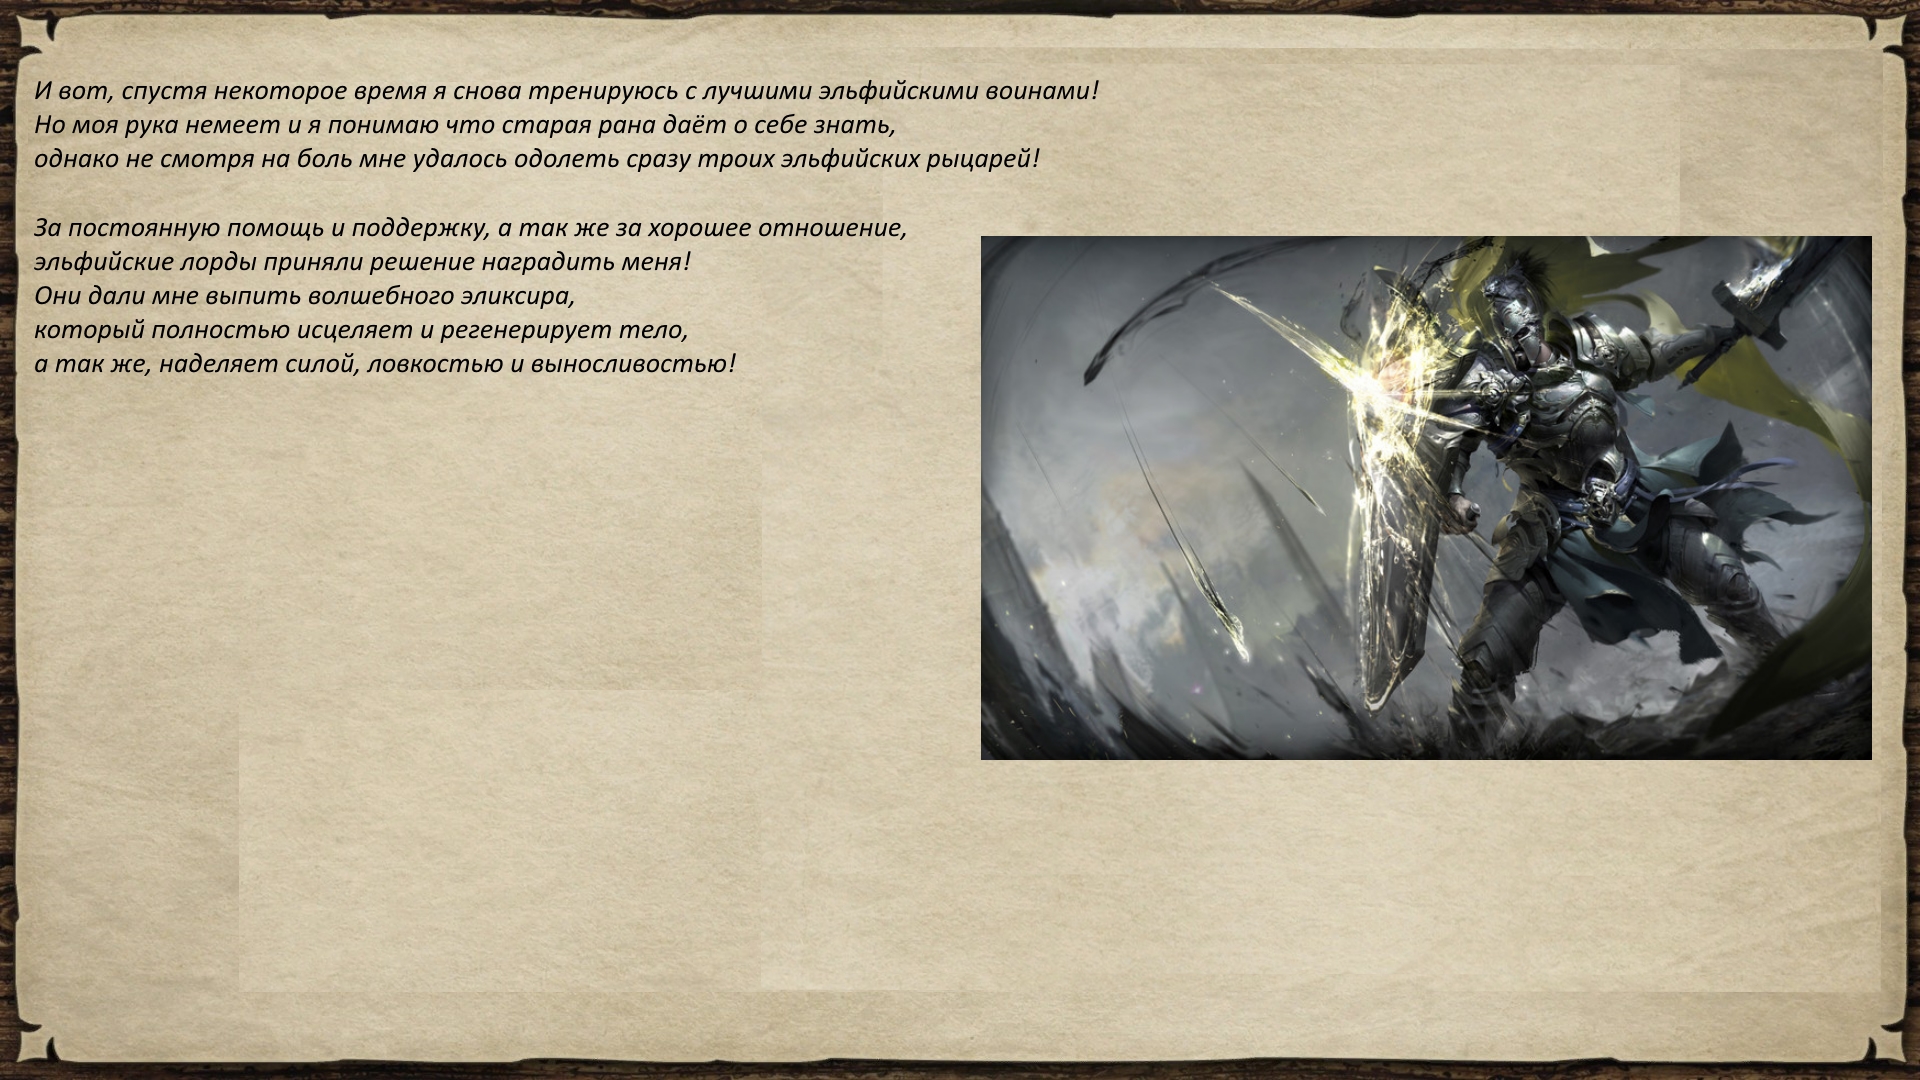 И вот, спустя некоторое время я снова тренируюсь с лучшими эльфийскими воинами!
Но моя рука немеет и я понимаю что старая рана даёт о себе знать,
однако не смотря на боль мне удалось одолеть сразу троих эльфийских рыцарей!
За постоянную помощь и поддержку, а так же за хорошее отношение,
эльфийские лорды приняли решение наградить меня!
Они дали мне выпить волшебного эликсира,
который полностью исцеляет и регенерирует тело,
а так же, наделяет силой, ловкостью и выносливостью!